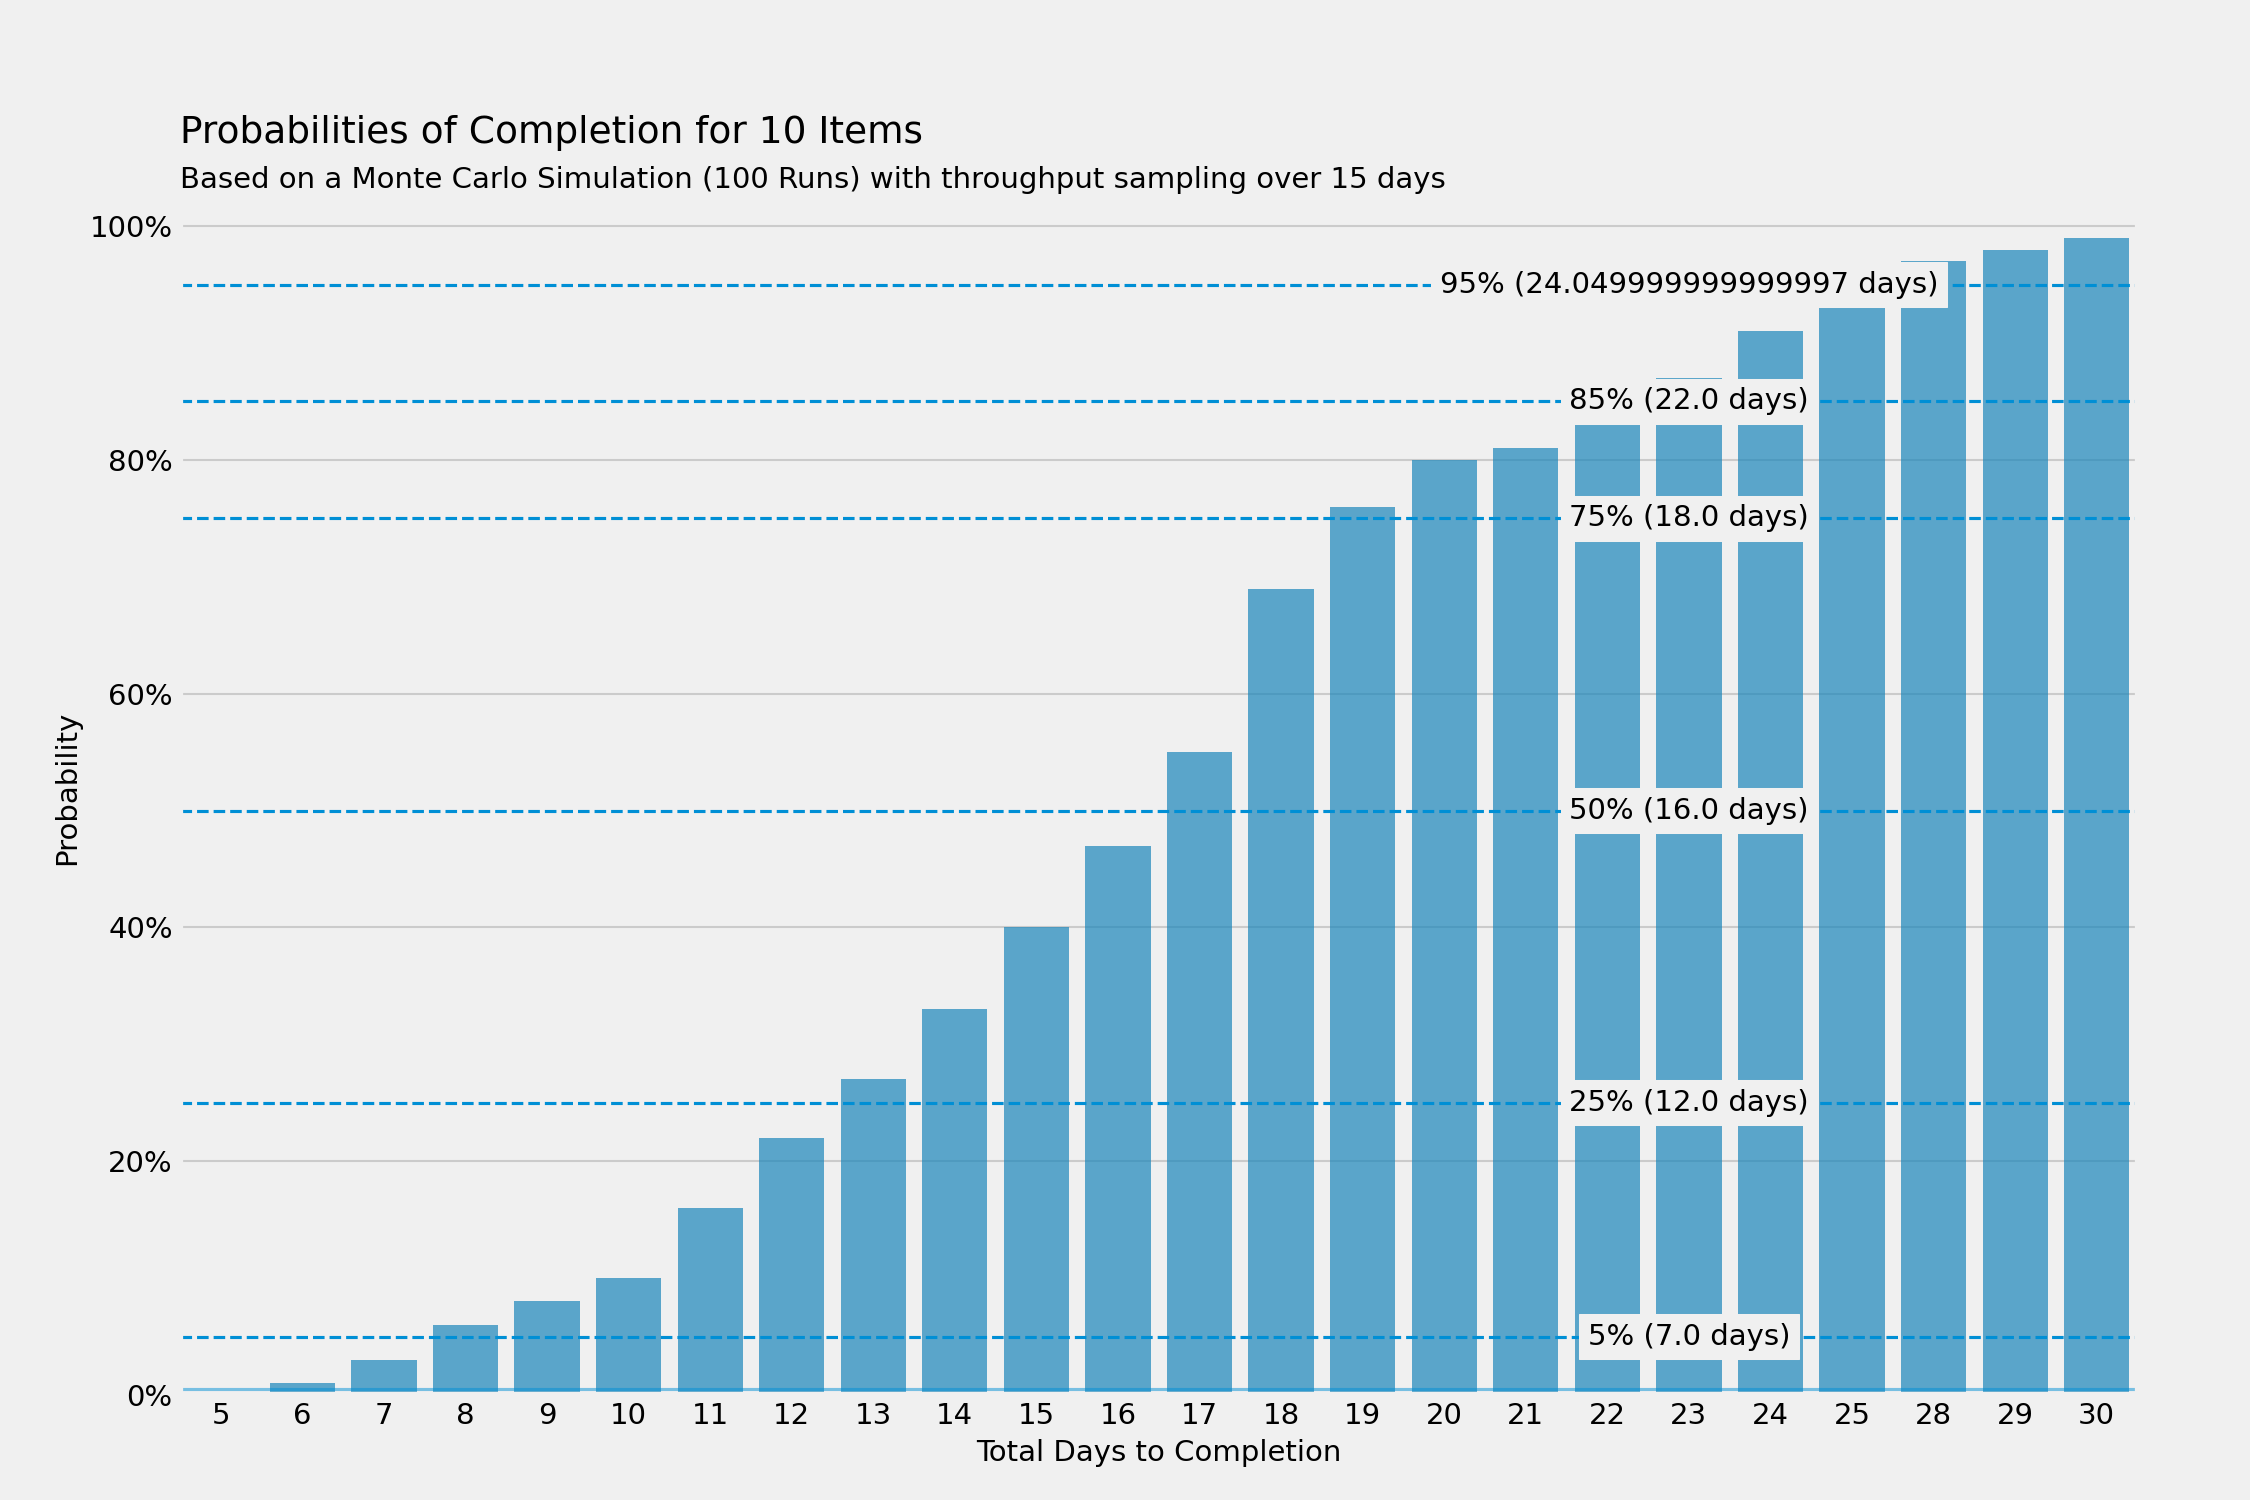 Probabilities of Completion for 10 Items
Based on a Monte Carlo Simulation (100 Runs) with throughput sampling over 15 days
100%
95% (24.049999999999997 days)
85% (22.0 days)
80%
75% (18.0 days)
60%
Probability
50% (16.0 days)
40%
25% (12.0 days)
20%
5% (7.0 days)
0%
5 6 7 8 9 10 11 12 13 14 15 16 17 18 19 20 21 22 23 24 25 28 29 30
Total Days to Completion